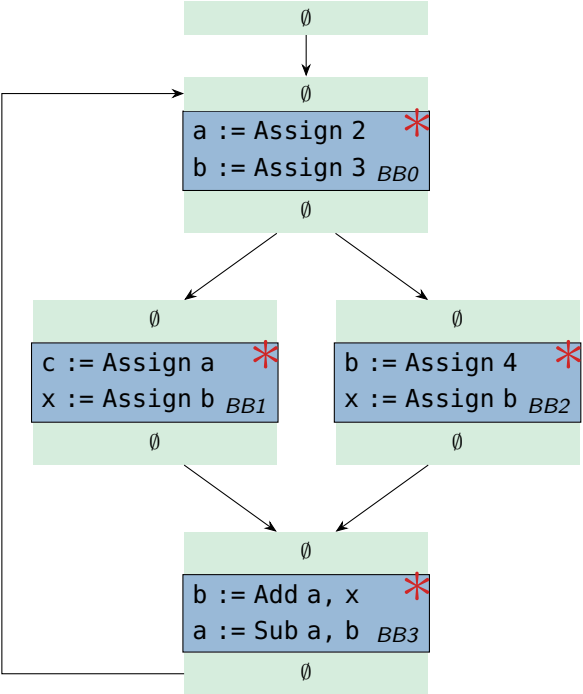 ∅
∅
a := Assign 2 *
b := Assign 3 BB0
∅
∅
c := Assign a *
x := Assign b BB1
∅
∅
b := Assign 4 *
x := Assign b BB2
∅
∅
b := Add a, x *
a := Sub a, b BB3
∅